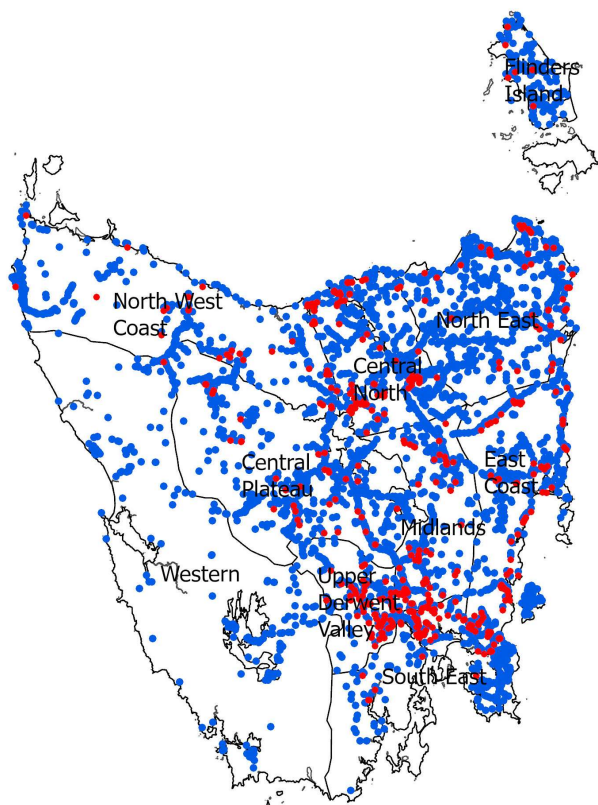 Flinders
Island
North West
Coast
North East
Central
North
Central
Plateau
East
Coast
Midlands
Western
Upper
Derwent
Valley
South East